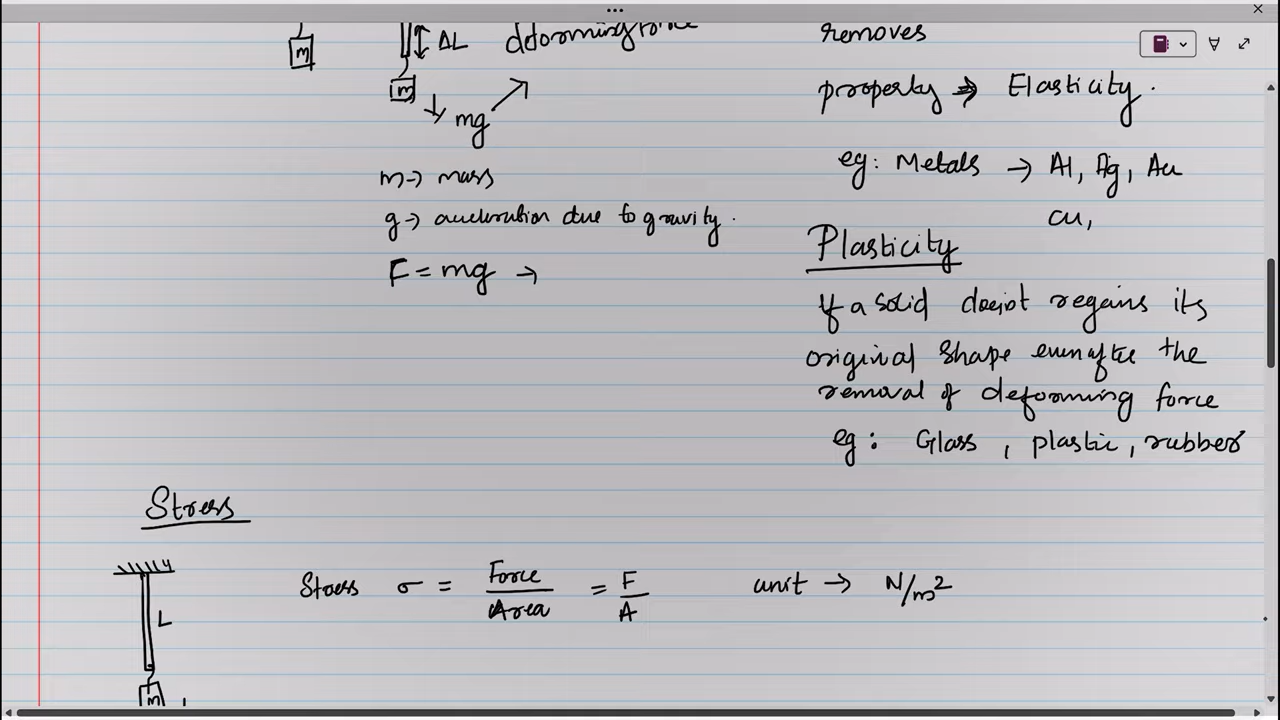 m
ΔL
m
deforming force
mg
m → mass
g → accleration due to gravity.
F = mg →
removes
property → Elasticity.
eg: Metals → Al, Ag, Au
Cu,
Plasticity
If a solid regains its
original shape even after the
removal of deforming force
eg: Glass, plastic, rubber
Stress
L
m
Stress σ = Force / Area = F / A unit → N/m²